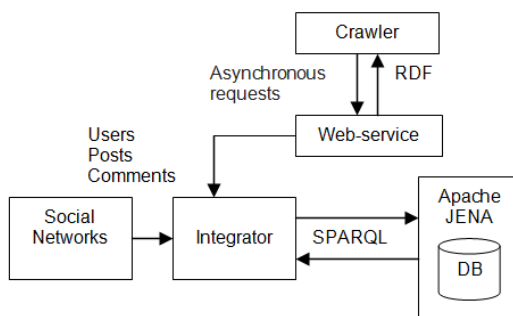 Crawler
Asynchronous
requests
RDF
Web-service
Users
Posts
Comments
Social
Networks
Integrator
SPARQL
Apache
JENA
DB